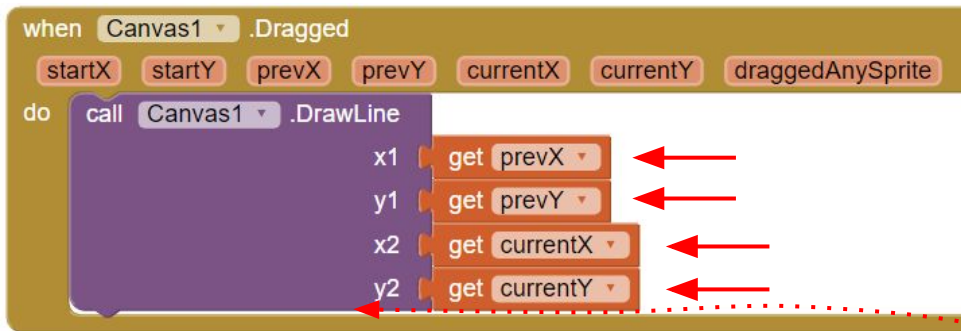 when Canvas1 .Dragged
startX startY prevX prevY currentX currentY draggedAnySprite
do call Canvas1 .DrawLine
x1 get prevX
y1 get prevY
x2 get currentX
y2 get currentY